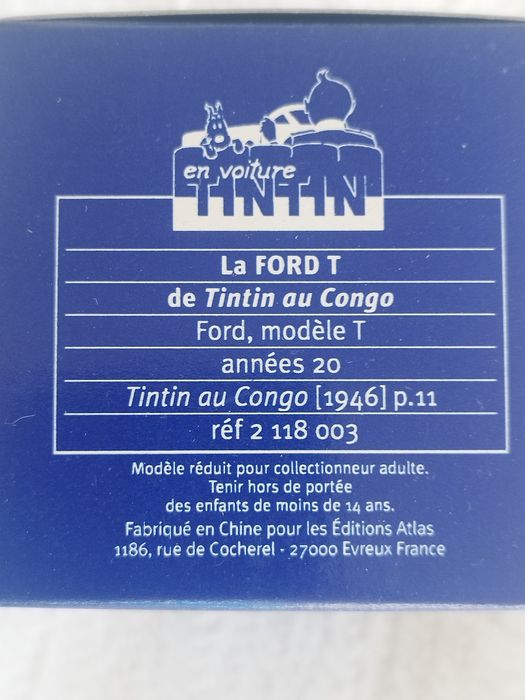 en voiture
TINTIN
La FORD T
de Tintin au Congo
Ford, modèle T
années 20
Tintin au Congo [1946] p.11
réf 2 118 003
Modèle réduit pour collectionneur adulte.
Tenir hors de portée
des enfants de moins de 14 ans.
Fabriqué en Chine pour les Éditions Atlas
1186, rue de Cocherel - 27000 Evreux France